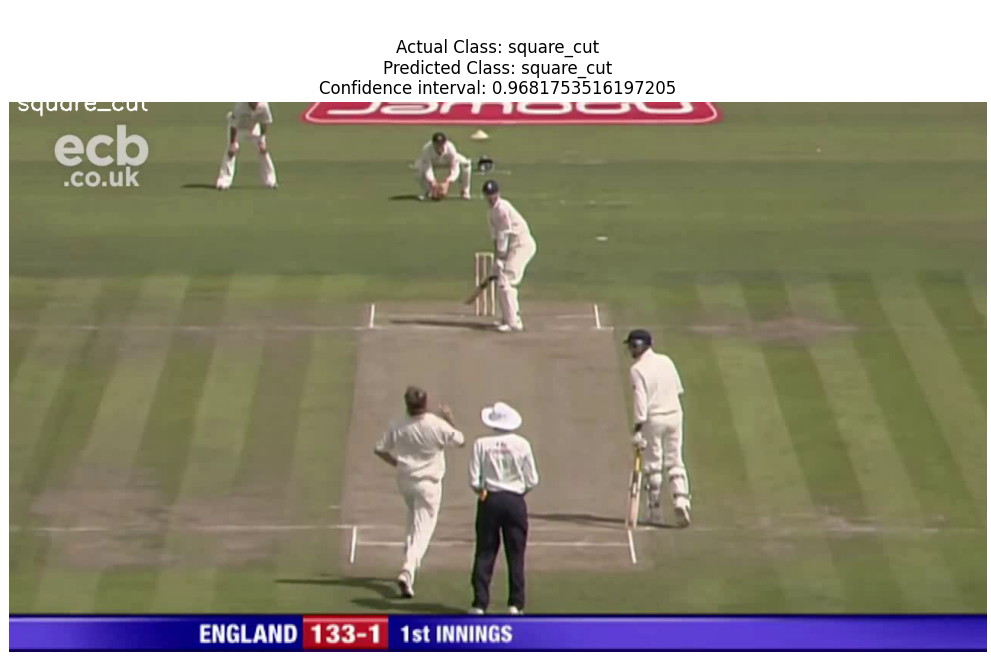 Actual Class: square_cut
Predicted Class: square_cut
Confidence interval: 0.9681753516197205
square_cut
ecb
.co.uk
ENGLAND 133-1 1st INNINGS